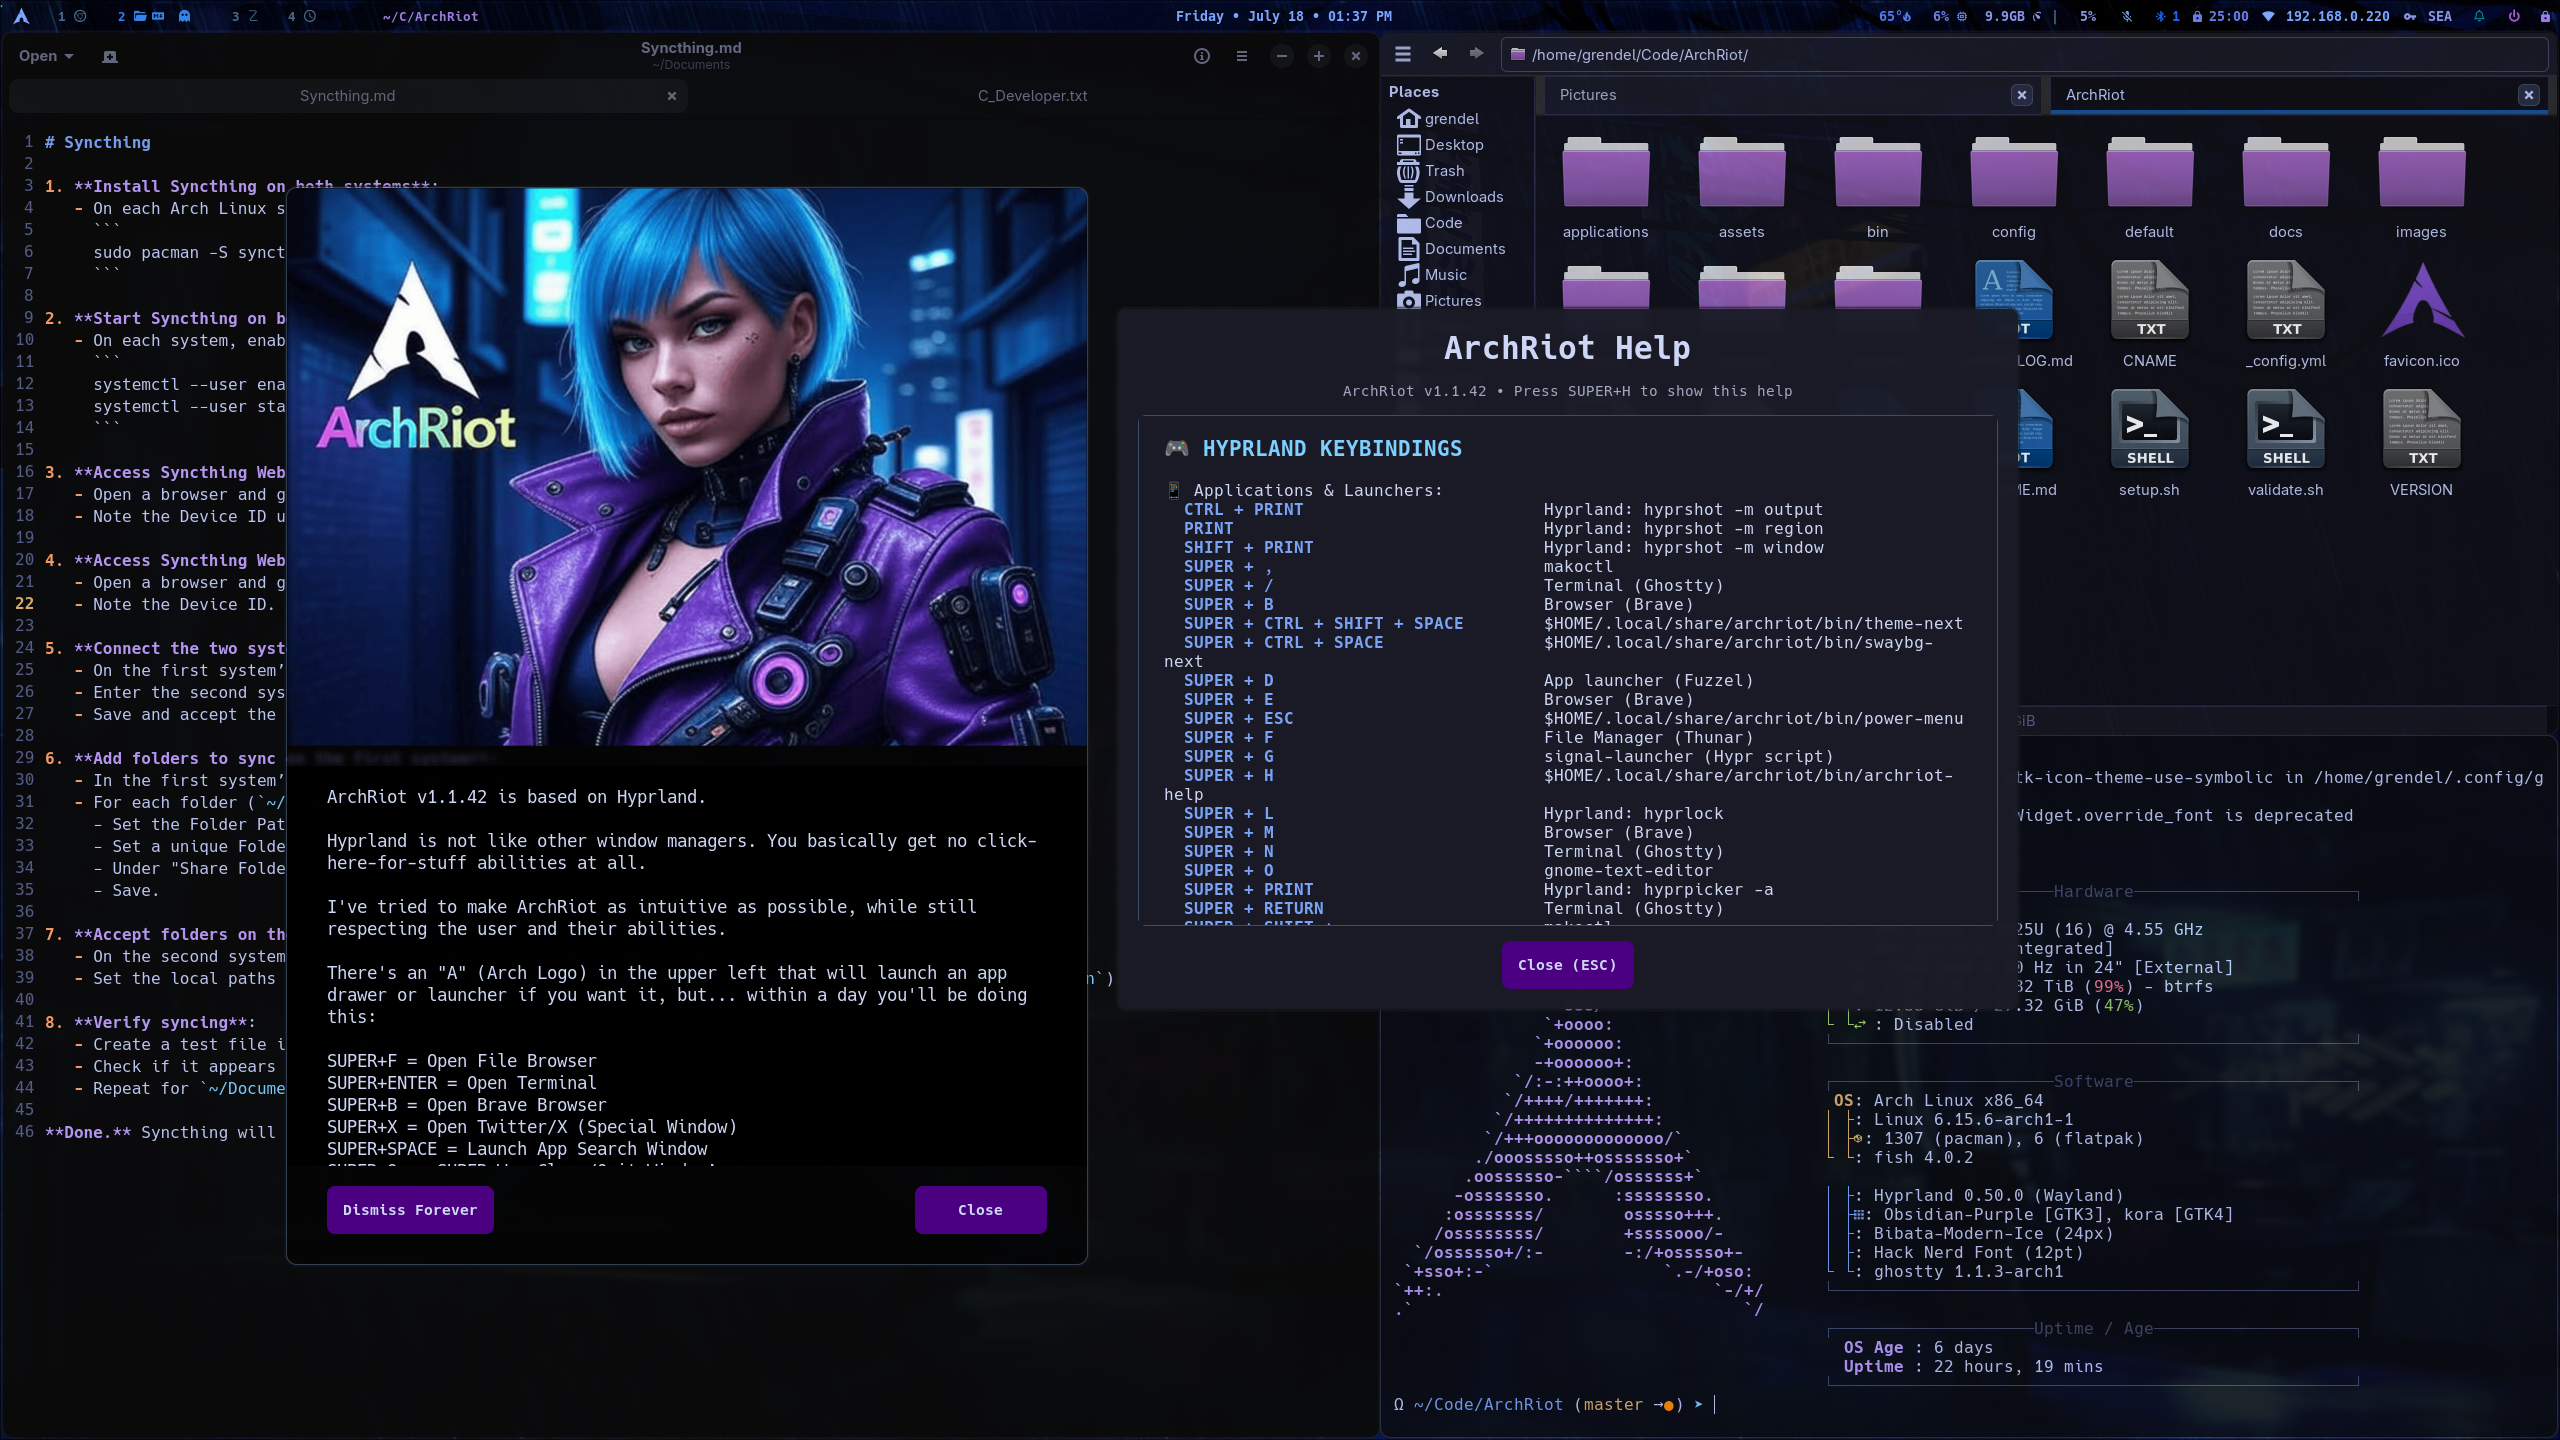 1 2 3 4 ~/C/ArchRiot
Friday • July 18 • 01:37 PM
65° 6% 9.9GB | 5% 1 25:00 192.168.0.220 SEA
Open
Syncthing.md
~/Documents
Syncthing.md
C_Developer.txt
1 # Syncthing
2
3 1. **Install Syncthing on both systems**:
4 - On each Arch Linux s
5 ```
6 sudo pacman -S synct
7 ```
8
9 2. **Start Syncthing on b
10 - On each system, enab
11 ```
12 systemctl --user ena
13 systemctl --user sta
14 ```
15
16 3. **Access Syncthing Web
17 - Open a browser and g
18 - Note the Device ID u
19
20 4. **Access Syncthing Web
21 - Open a browser and g
22 - Note the Device ID.
23
24 5. **Connect the two syst
25 - On the first system’
26 - Enter the second sys
27 - Save and accept the
28
29 6. **Add folders to sync on the first system**:
30 - In the first system’
31 - For each folder (`~/
32 - Set the Folder Pat
33 - Set a unique Folde
34 - Under "Share Folde
35 - Save.
36
37 7. **Accept folders on th
38 - On the second system
39 - Set the local paths n`)
40
41 8. **Verify syncing**:
42 - Create a test file i
43 - Check if it appears
44 - Repeat for `~/Docume
45
46 **Done.** Syncthing will
ArchRiot
ArchRiot v1.1.42 is based on Hyprland.
Hyprland is not like other window managers. You basically get no click-
here-for-stuff abilities at all.
I've tried to make ArchRiot as intuitive as possible, while still
respecting the user and their abilities.
There's an "A" (Arch Logo) in the upper left that will launch an app
drawer or launcher if you want it, but... within a day you'll be doing
this:
SUPER+F = Open File Browser
SUPER+ENTER = Open Terminal
SUPER+B = Open Brave Browser
SUPER+X = Open Twitter/X (Special Window)
SUPER+SPACE = Launch App Search Window
Dismiss Forever
Close
/home/grendel/Code/ArchRiot/
Places
grendel
Desktop
Trash
Downloads
Code
Documents
Music
Pictures
Pictures
ArchRiot
applications assets bin config default docs images
TXT TXT
LOG.md CNAME _config.yml favicon.ico
SHELL SHELL TXT
ME.md setup.sh validate.sh VERSION
GiB
ArchRiot Help
ArchRiot v1.1.42 • Press SUPER+H to show this help
🎮 HYPRLAND KEYBINDINGS
📱 Applications & Launchers:
CTRL + PRINT Hyprland: hyprshot -m output
PRINT Hyprland: hyprshot -m region
SHIFT + PRINT Hyprland: hyprshot -m window
SUPER + , makoctl
SUPER + / Terminal (Ghostty)
SUPER + B Browser (Brave)
SUPER + CTRL + SHIFT + SPACE $HOME/.local/share/archriot/bin/theme-next
SUPER + CTRL + SPACE $HOME/.local/share/archriot/bin/swaybg-
next
SUPER + D App launcher (Fuzzel)
SUPER + E Browser (Brave)
SUPER + ESC $HOME/.local/share/archriot/bin/power-menu
SUPER + F File Manager (Thunar)
SUPER + G signal-launcher (Hypr script)
SUPER + H $HOME/.local/share/archriot/bin/archriot-
help
SUPER + L Hyprland: hyprlock
SUPER + M Browser (Brave)
SUPER + N Terminal (Ghostty)
SUPER + O gnome-text-editor
SUPER + PRINT Hyprland: hyprpicker -a
SUPER + RETURN Terminal (Ghostty)
Close (ESC)
tk-icon-theme-use-symbolic in /home/grendel/.config/g
Widget.override_font is deprecated
Hardware
25U (16) @ 4.55 GHz
ntegrated]
0 Hz in 24" [External]
32 TiB (99%) - btrfs
.32 GiB (47%)
: Disabled
Software
OS: Arch Linux x86_64
: Linux 6.15.6-arch1-1
: 1307 (pacman), 6 (flatpak)
: fish 4.0.2
: Hyprland 0.50.0 (Wayland)
: Obsidian-Purple [GTK3], kora [GTK4]
: Bibata-Modern-Ice (24px)
: Hack Nerd Font (12pt)
: ghostty 1.1.3-arch1
Uptime / Age
OS Age : 6 days
Uptime : 22 hours, 19 mins
Ω ~/Code/ArchRiot (master →●) ➤